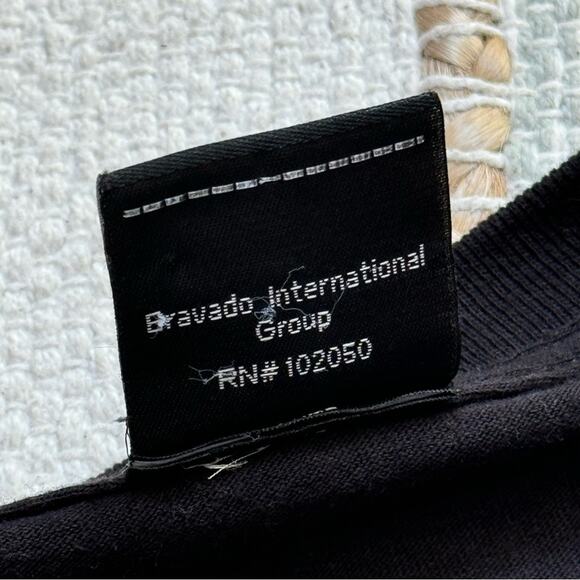 Bravado International
Group
RN# 102050